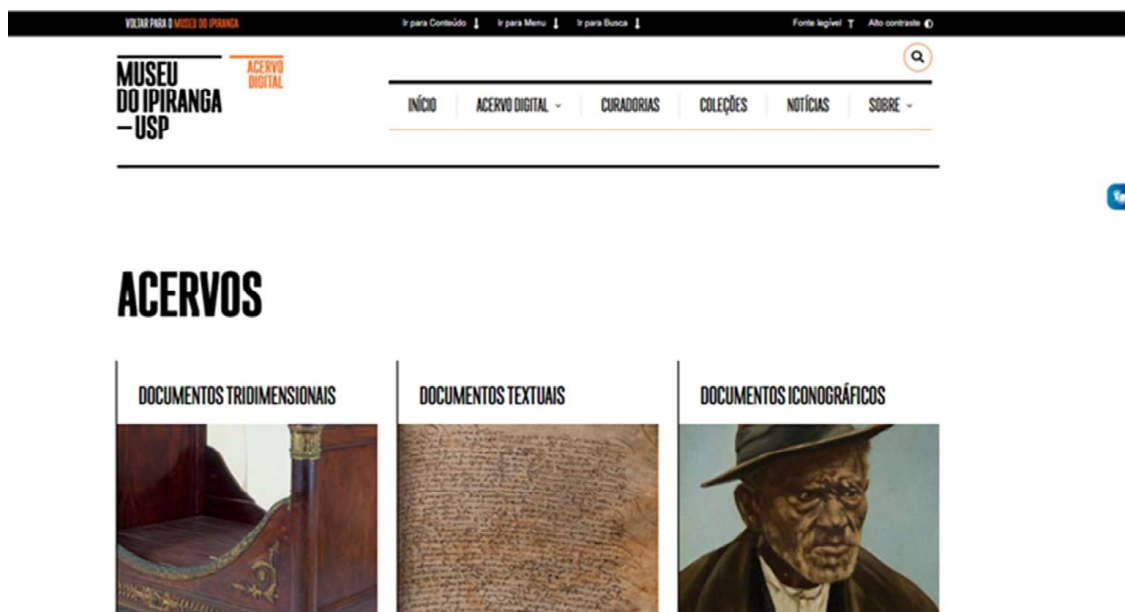 VOLTAR PARA O MUSEU DO IPIRANGA
Ir para Conteúdo
Ir para Menu
Ir para Busca
Fonte legível T
Alto contraste
MUSEU
DO IPIRANGA
—USP
ACERVO
DIGITAL
INÍCIO
ACERVO DIGITAL
CURADORIAS
COLEÇÕES
NOTÍCIAS
SOBRE
ACERVOS
DOCUMENTOS TRIDIMENSIONAIS
DOCUMENTOS TEXTUAIS
DOCUMENTOS ICONOGRÁFICOS